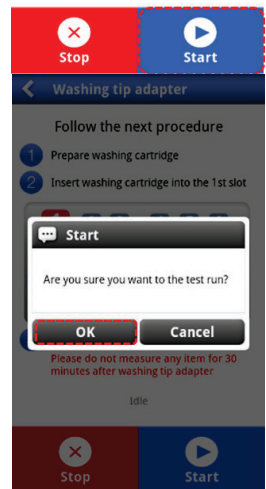 Stop Start
Washing tip adapter
Follow the next procedure
1 Prepare washing cartridge
2 Insert washing cartridge into the 1st slot
Start
Are you sure you want to the test run?
OK Cancel
Please do not measure any item for 30
minutes after washing tip adapter
Idle
Stop Start